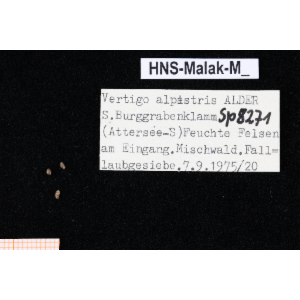 HNS-Malak-M_
Vertigo alpestris ALDER
S.Burggrabenklamm Sp8271
(Attersee-S)Feuchte Felsen
am Eingang.Mischwald.Fall-
laubgesiebe.7.9.1975/20